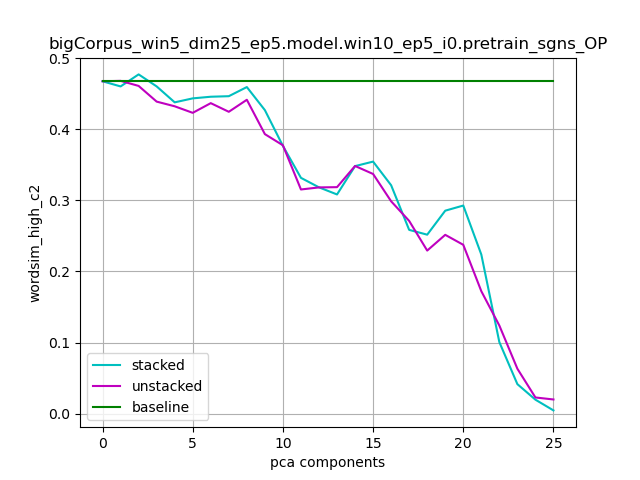 bigCorpus_win5_dim25_ep5.model.win10_ep5_i0.pretrain_sgns_OP
0.5
0.4
0.3
0.2
0.1
0.0
wordsim_high_c2
stacked
unstacked
baseline
0 5 10 15 20 25
pca components